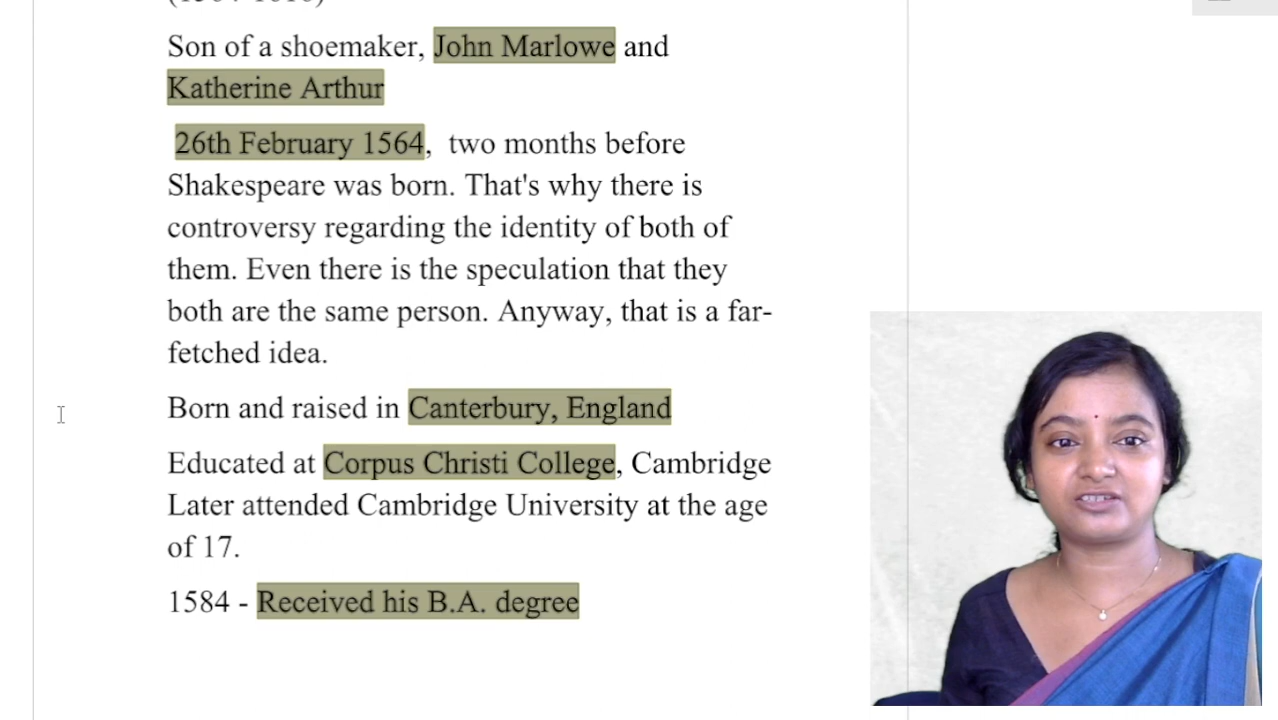 Son of a shoemaker, John Marlowe and
Katherine Arthur
26th February 1564,  two months before
Shakespeare was born. That's why there is
controversy regarding the identity of both of
them. Even there is the speculation that they
both are the same person. Anyway, that is a far-
fetched idea.
Born and raised in Canterbury, England
Educated at Corpus Christi College, Cambridge
Later attended Cambridge University at the age
of 17.
1584 - Received his B.A. degree